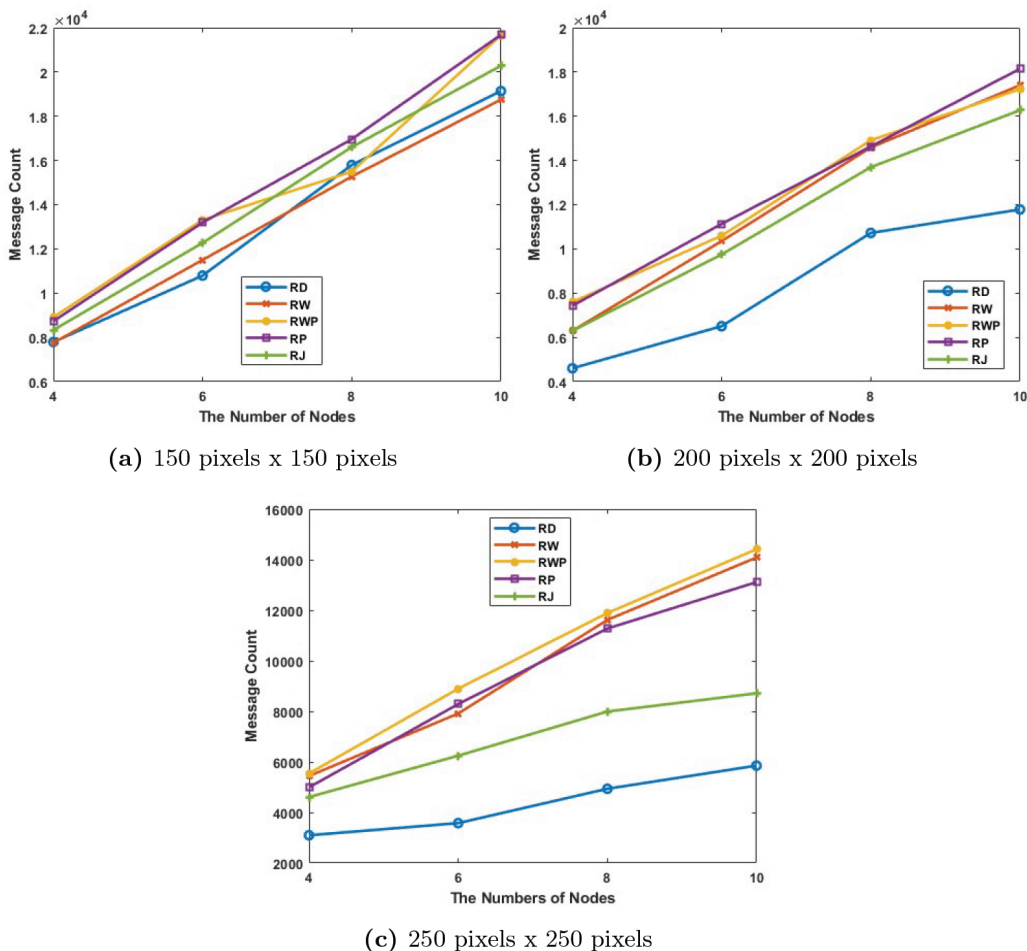 ×10⁴
2.2
2
1.8
1.6
1.4
1.2
1
0.8
0.6
Message Count
RD
RW
RWP
RP
RJ
4
6
8
10
The Number of Nodes
(a) 150 pixels x 150 pixels
×10⁴
2
1.8
1.6
1.4
1.2
1
0.8
0.6
0.4
Message Count
RD
RW
RWP
RP
RJ
4
6
8
10
The Number of Nodes
(b) 200 pixels x 200 pixels
16000
14000
12000
10000
8000
6000
4000
2000
Message Count
RD
RW
RWP
RP
RJ
4
6
8
10
The Numbers of Nodes
(c) 250 pixels x 250 pixels